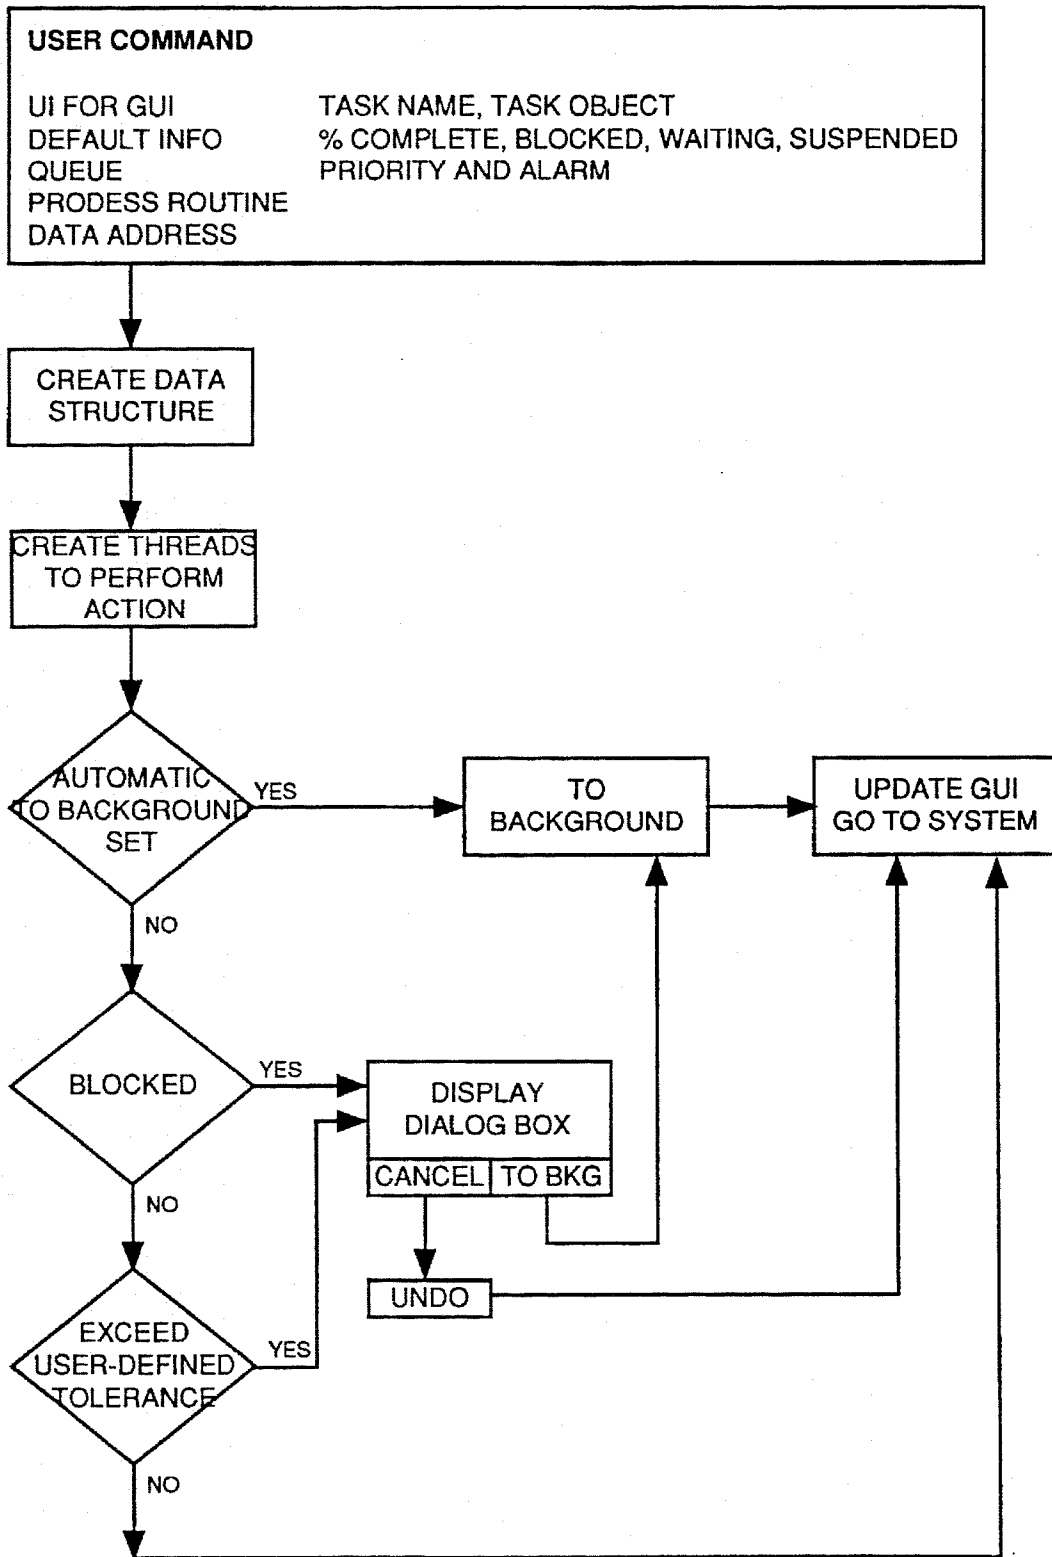 USER COMMAND
UI FOR GUI TASK NAME, TASK OBJECT
DEFAULT INFO % COMPLETE, BLOCKED, WAITING, SUSPENDED
QUEUE PRIORITY AND ALARM
PRODESS ROUTINE
DATA ADDRESS
CREATE DATA
STRUCTURE
CREATE THREADS
TO PERFORM
ACTION
AUTOMATIC
TO BACKGROUND
SET
YES
TO
BACKGROUND
UPDATE GUI
GO TO SYSTEM
NO
BLOCKED
YES
DISPLAY
DIALOG BOX
CANCEL
TO BKG
NO
UNDO
EXCEED
USER-DEFINED
TOLERANCE
YES
NO